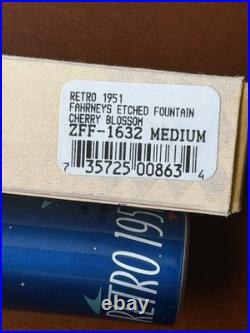 RETRO 1951
FAHRNEYS ETCHED FOUNTAIN
CHERRY BLOSSOM
ZFF-1632 MEDIUM
7 35725 00863 4
RETRO 195